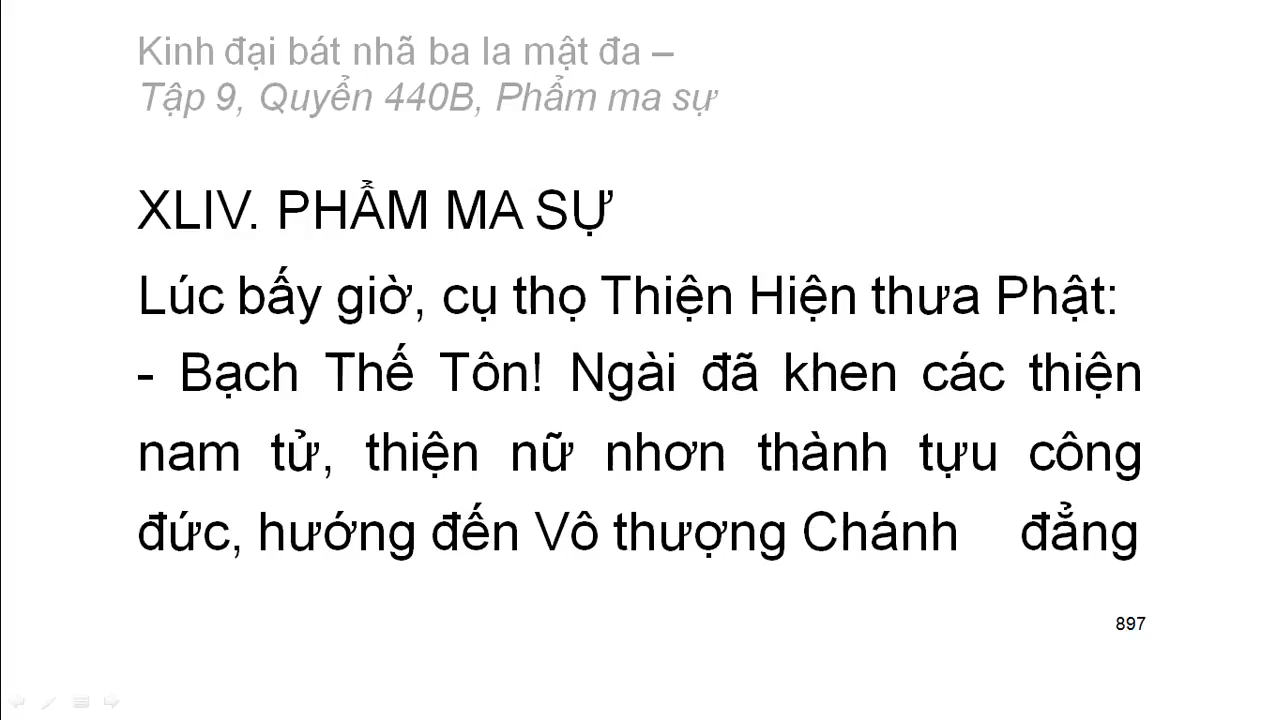 Kinh đại bát nhã ba la mật đa –
Tập 9, Quyển 440B, Phẩm ma sự
XLIV. PHẨM MA SỰ
Lúc bấy giờ, cụ thọ Thiện Hiện thưa Phật:
- Bạch Thế Tôn! Ngài đã khen các thiện
nam tử, thiện nữ nhơn thành tựu công
đức, hướng đến Vô thượng Chánh đẳng
897